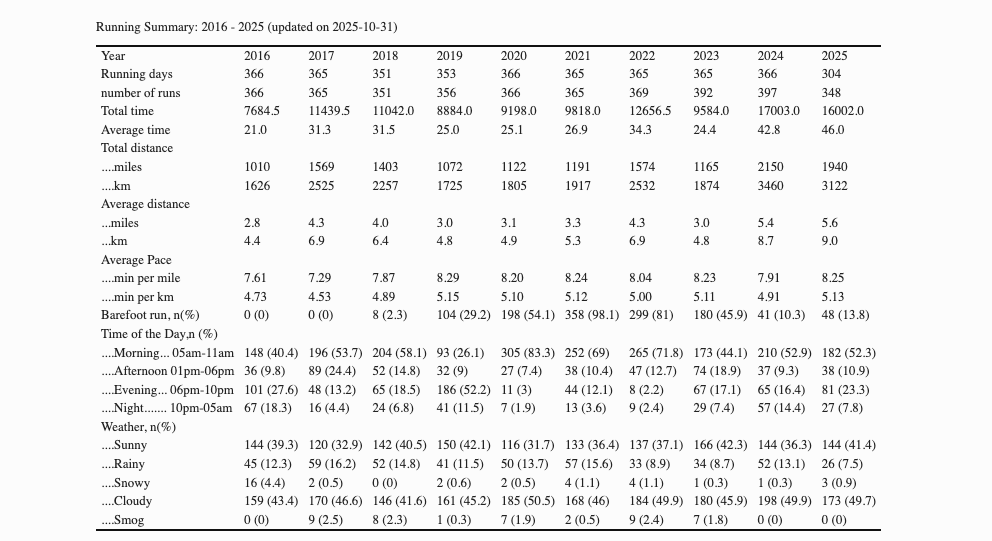 Running Summary: 2016 - 2025 (updated on 2025-10-31)
Year 2016 2017 2018 2019 2020 2021 2022 2023 2024 2025
Running days 366 365 351 353 366 365 365 365 366 304
number of runs 366 365 351 356 366 365 369 392 397 348
Total time 7684.5 11439.5 11042.0 8884.0 9198.0 9818.0 12656.5 9584.0 17003.0 16002.0
Average time 21.0 31.3 31.5 25.0 25.1 26.9 34.3 24.4 42.8 46.0
Total distance
....miles 1010 1569 1403 1072 1122 1191 1574 1165 2150 1940
....km 1626 2525 2257 1725 1805 1917 2532 1874 3460 3122
Average distance
...miles 2.8 4.3 4.0 3.0 3.1 3.3 4.3 3.0 5.4 5.6
...km 4.4 6.9 6.4 4.8 4.9 5.3 6.9 4.8 8.7 9.0
Average Pace
....min per mile 7.61 7.29 7.87 8.29 8.20 8.24 8.04 8.23 7.91 8.25
....min per km 4.73 4.53 4.89 5.15 5.10 5.12 5.00 5.11 4.91 5.13
Barefoot run, n(%) 0 (0) 0 (0) 8 (2.3) 104 (29.2) 198 (54.1) 358 (98.1) 299 (81) 180 (45.9) 41 (10.3) 48 (13.8)
Time of the Day,n (%)
....Morning... 05am-11am 148 (40.4) 196 (53.7) 204 (58.1) 93 (26.1) 305 (83.3) 252 (69) 265 (71.8) 173 (44.1) 210 (52.9) 182 (52.3)
....Afternoon 01pm-06pm 36 (9.8) 89 (24.4) 52 (14.8) 32 (9) 27 (7.4) 38 (10.4) 47 (12.7) 74 (18.9) 37 (9.3) 38 (10.9)
....Evening... 06pm-10pm 101 (27.6) 48 (13.2) 65 (18.5) 186 (52.2) 11 (3) 44 (12.1) 8 (2.2) 67 (17.1) 65 (16.4) 81 (23.3)
....Night....... 10pm-05am 67 (18.3) 16 (4.4) 24 (6.8) 41 (11.5) 7 (1.9) 13 (3.6) 9 (2.4) 29 (7.4) 57 (14.4) 27 (7.8)
Weather, n(%)
....Sunny 144 (39.3) 120 (32.9) 142 (40.5) 150 (42.1) 116 (31.7) 133 (36.4) 137 (37.1) 166 (42.3) 144 (36.3) 144 (41.4)
....Rainy 45 (12.3) 59 (16.2) 52 (14.8) 41 (11.5) 50 (13.7) 57 (15.6) 33 (8.9) 34 (8.7) 52 (13.1) 26 (7.5)
....Snowy 16 (4.4) 2 (0.5) 0 (0) 2 (0.6) 2 (0.5) 4 (1.1) 4 (1.1) 1 (0.3) 1 (0.3) 3 (0.9)
....Cloudy 159 (43.4) 170 (46.6) 146 (41.6) 161 (45.2) 185 (50.5) 168 (46) 184 (49.9) 180 (45.9) 198 (49.9) 173 (49.7)
....Smog 0 (0) 9 (2.5) 8 (2.3) 1 (0.3) 7 (1.9) 2 (0.5) 9 (2.4) 7 (1.8) 0 (0) 0 (0)